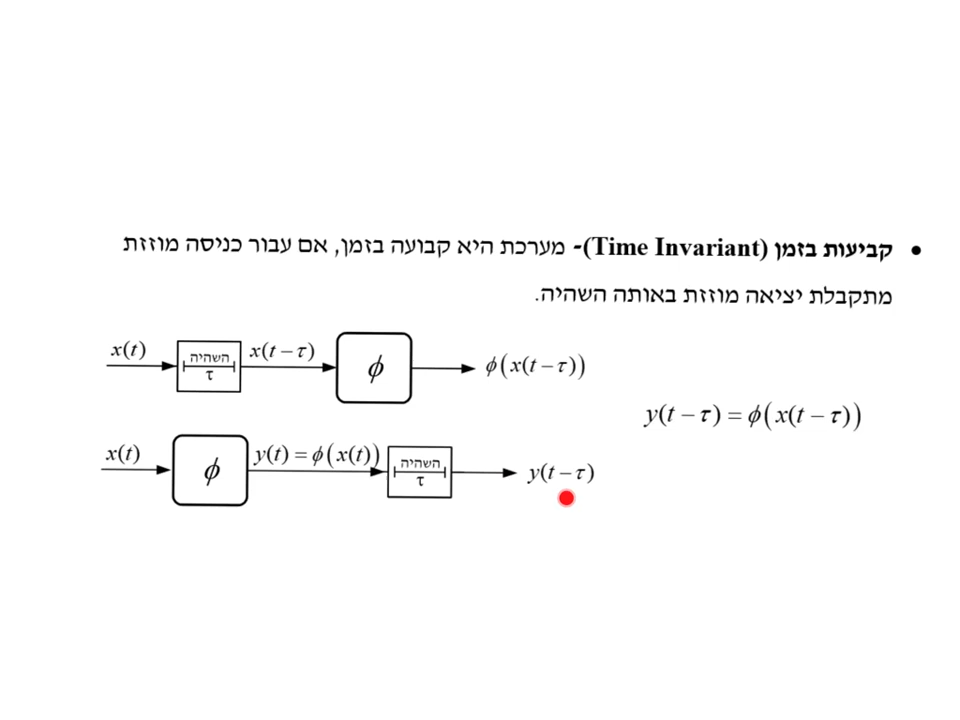 • קביעות בזמן (Time Invariant)- מערכת היא קבועה בזמן, אם עבור כניסה מוזזת
מתקבלת יציאה מוזזת באותה השהיה.
x(t) השהיה τ x(t−τ) ϕ ϕ(x(t−τ))
y(t−τ) = ϕ(x(t−τ))
x(t) ϕ y(t) = ϕ(x(t)) השהיה τ y(t−τ)